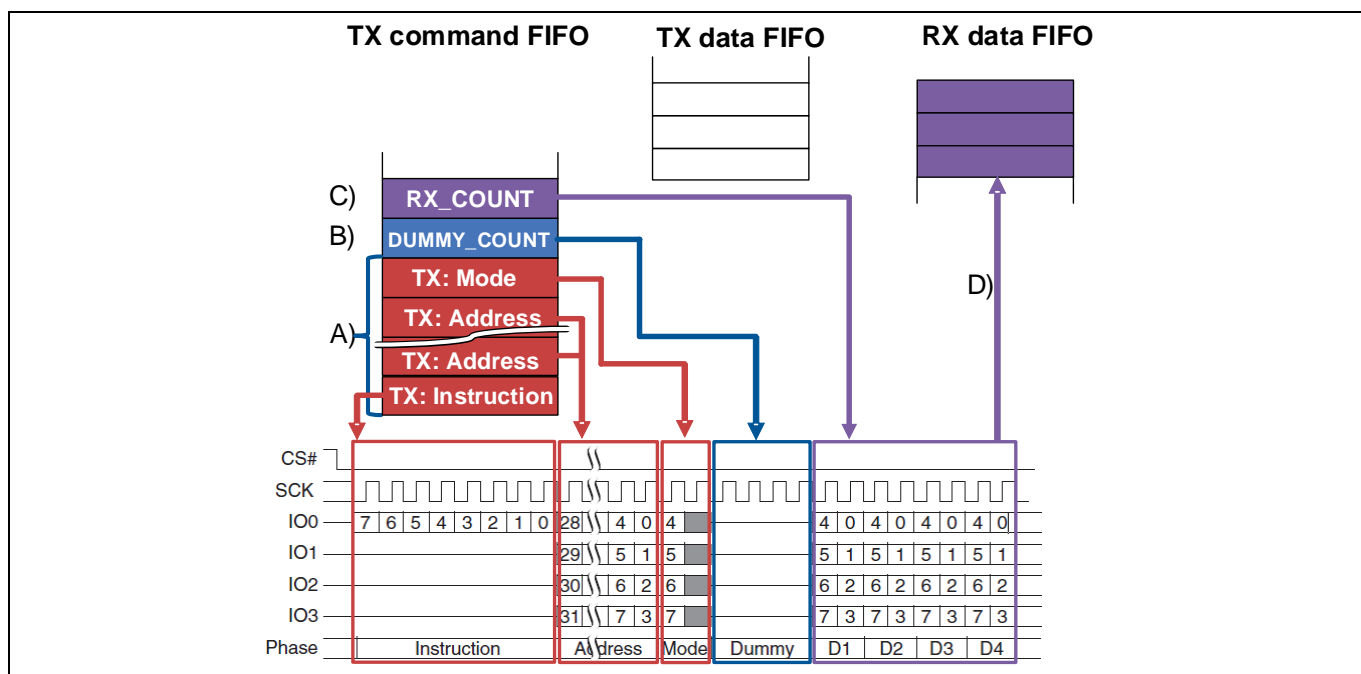 TX command FIFO TX data FIFO RX data FIFO
C) RX_COUNT
B) DUMMY_COUNT
TX: Mode
D)
TX: Address
A)
TX: Address
TX: Instruction
CS#
SCK
IO0 7 6 5 4 3 2 1 0 28 4 0 4 4 0 4 0 4 0 4 0
IO1 29 5 1 5 5 1 5 1 5 1 5 1
IO2 30 6 2 6 6 2 6 2 6 2 6 2
IO3 31 7 3 7 7 3 7 3 7 3 7 3
Phase Instruction Address Mode Dummy D1 D2 D3 D4